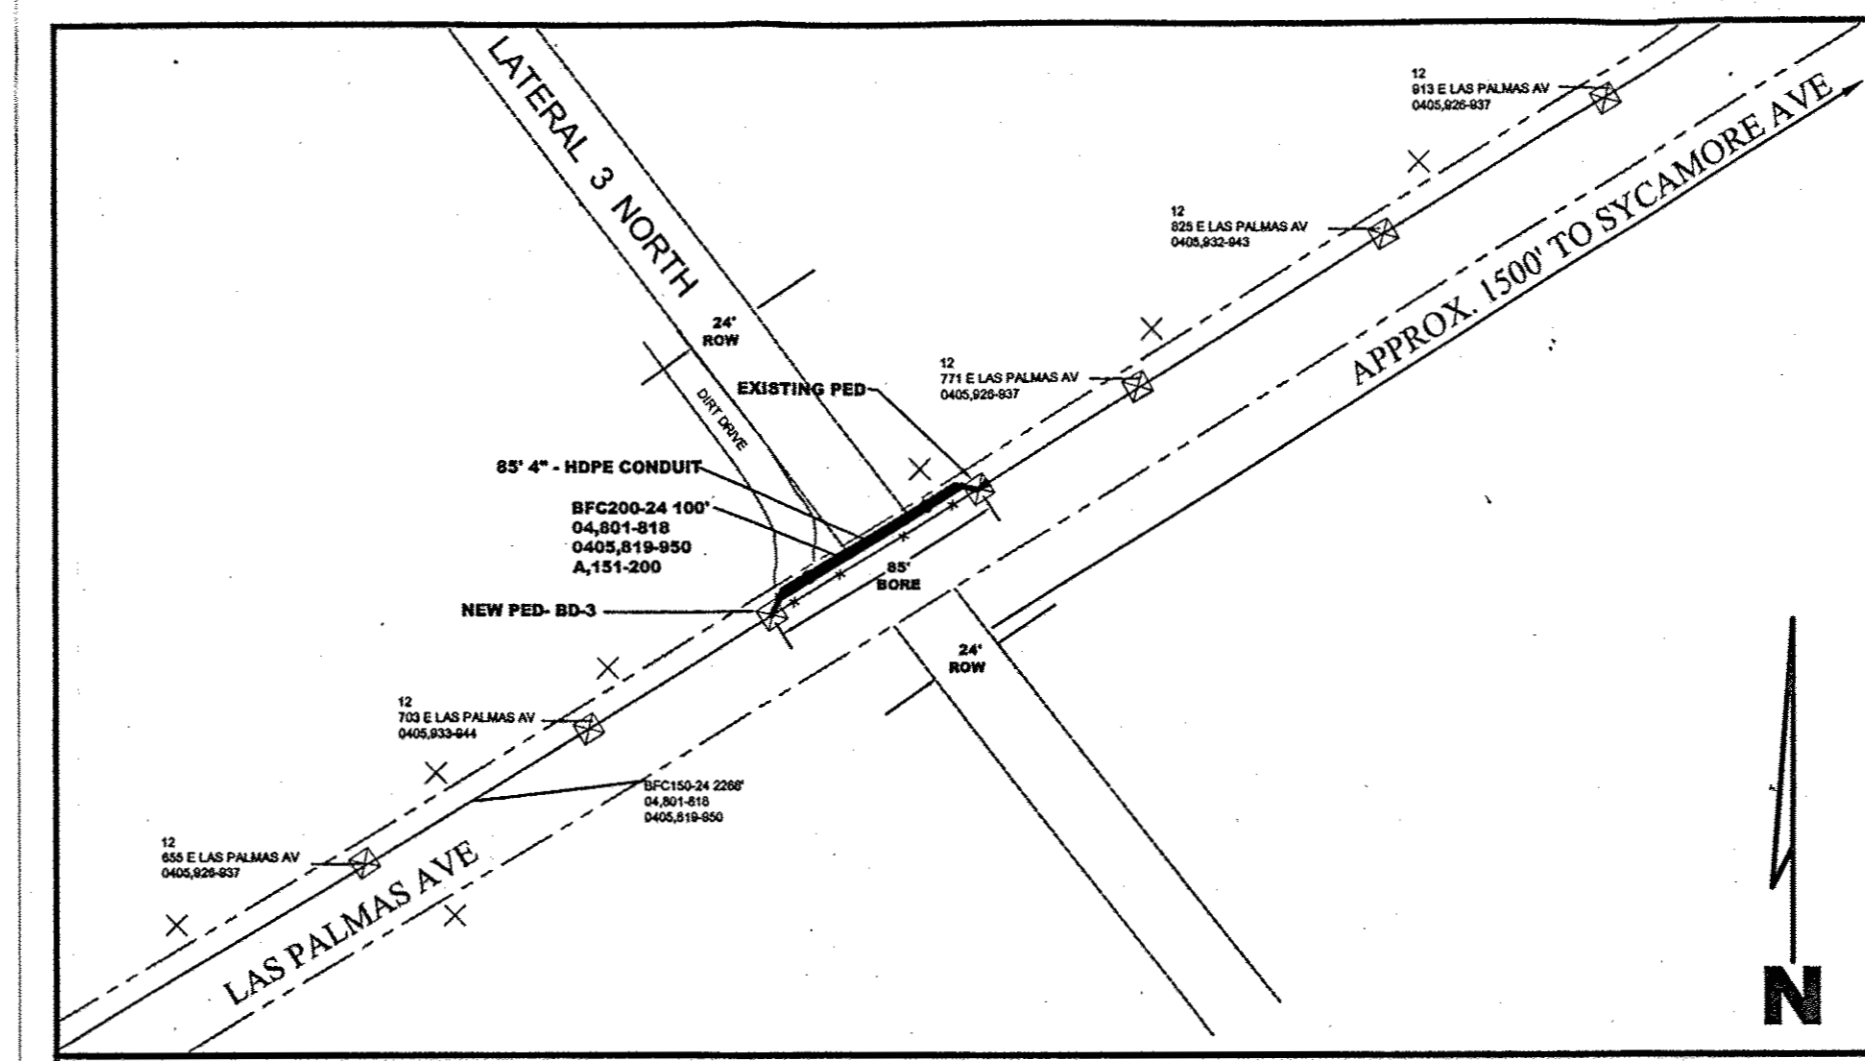 LATERAL 3 NORTH
12
913 E LAS PALMAS AV
0405,926-937
12
825 E LAS PALMAS AV
0405,932-943
APPROX. 1500' TO SYCAMORE AVE
24'
ROW
12
771 E LAS PALMAS AV
0405,926-937
EXISTING PED
DIRT DRIVE
85' 4" - HDPE CONDUIT
BFC200-24 100'
04,801-818
0405,819-950
A,151-200
85'
BORE
NEW PED- BD-3
24'
ROW
12
703 E LAS PALMAS AV
0405,933-944
BFC150-24 2266'
04,801-818
0405,819-950
12
655 E LAS PALMAS AV
0405,926-937
LAS PALMAS AVE
N